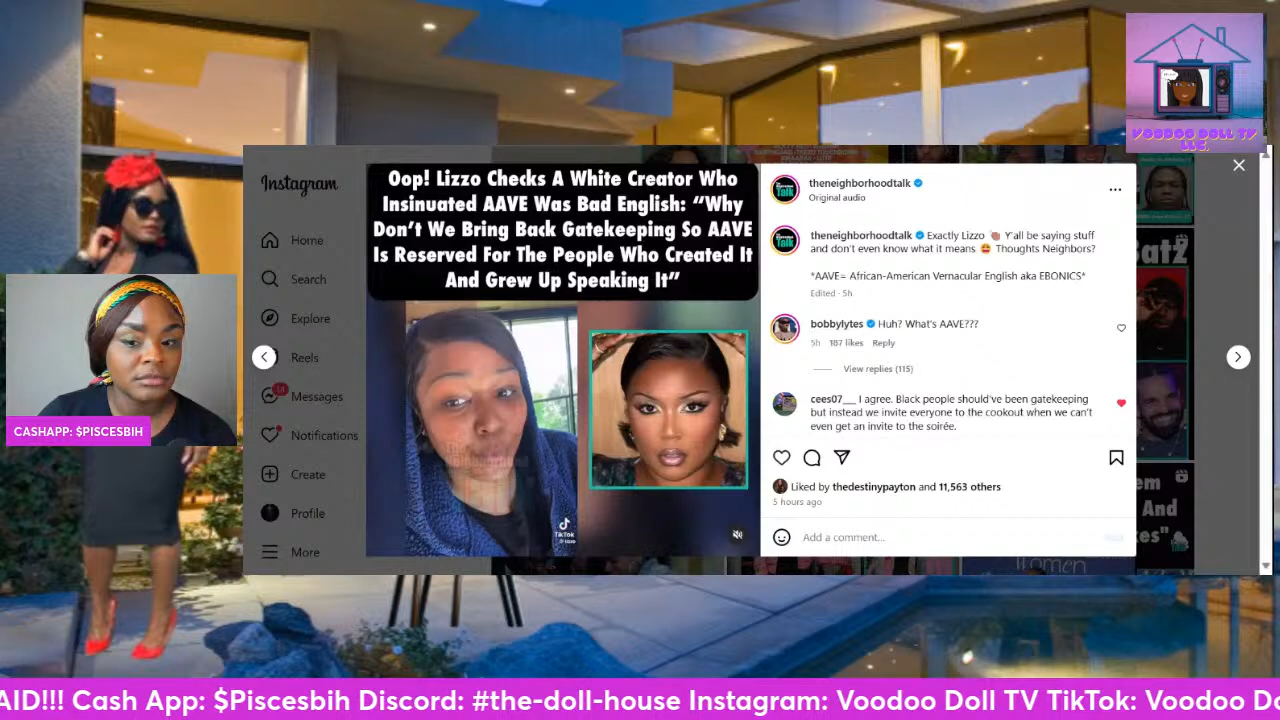 VOODOO DOLL TV
LLC.
Instagram
Home
Search
Explore
Reels
Messages
Notifications
Create
Profile
More
CASHAPP: $PISCESBIH
Oop! Lizzo Checks A White Creator Who
Insinuated AAVE Was Bad English: “Why
Don’t We Bring Back Gatekeeping So AAVE
Is Reserved For The People Who Created It
And Grew Up Speaking It”
TikTok
theneighborhoodtalk
Original audio
theneighborhoodtalk Exactly Lizzo 👏🏽 Y'all be saying stuff
and don't even know what it means 🤩 Thoughts Neighbors?
*AAVE= African-American Vernacular English aka EBONICS*
Edited · 5h
bobbylytes Huh? What's AAVE???
5h 187 likes Reply
View replies (115)
cees07___ I agree. Black people should've been gatekeeping
but instead we invite everyone to the cookout when we can't
even get an invite to the soirée.
Liked by thedestinypayton and 11,563 others
5 hours ago
Add a comment...
AID!!! Cash App: $Piscesbih Discord: #the-doll-house Instagram: Voodoo Doll TV TikTok: Voodoo Do